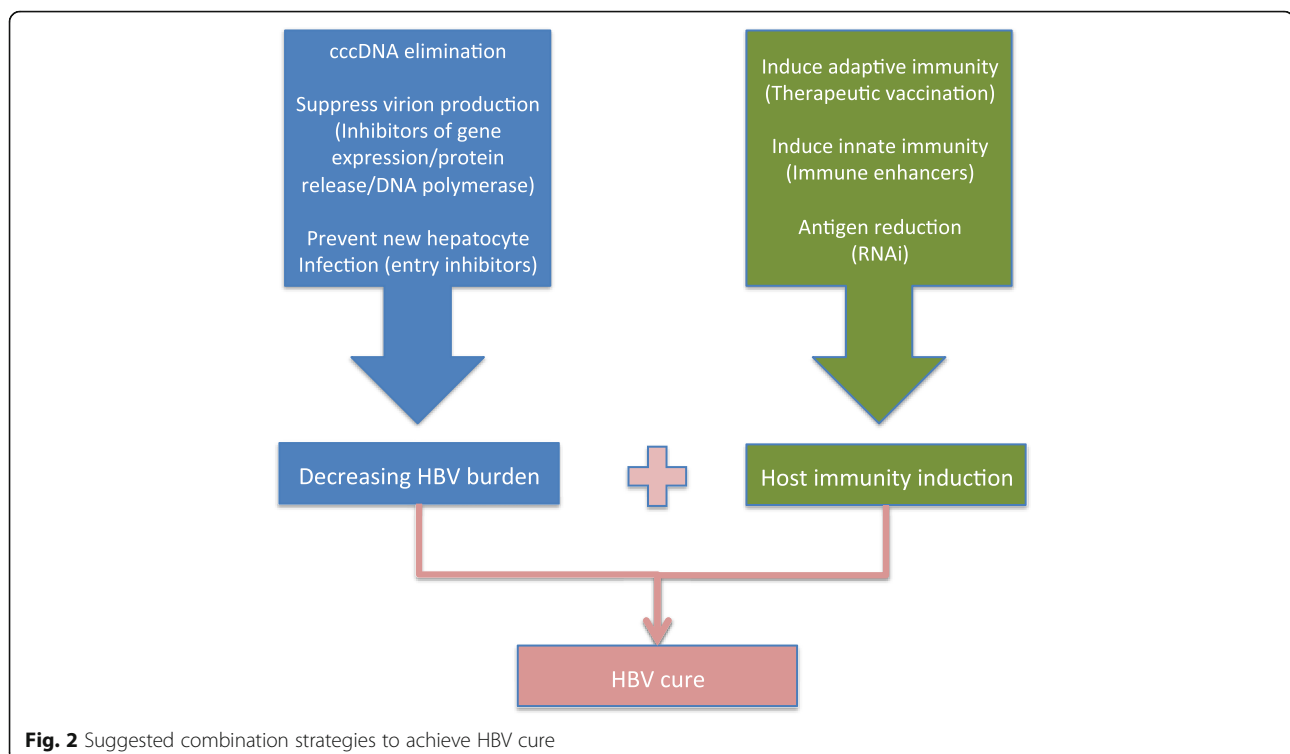 cccDNA elimination
Suppress virion production
(Inhibitors of gene
expression/protein
release/DNA polymerase)
Prevent new hepatocyte
Infection (entry inhibitors)
Induce adaptive immunity
(Therapeutic vaccination)
Induce innate immunity
(Immune enhancers)
Antigen reduction
(RNAi)
Decreasing HBV burden
Host immunity induction
HBV cure
Fig. 2 Suggested combination strategies to achieve HBV cure